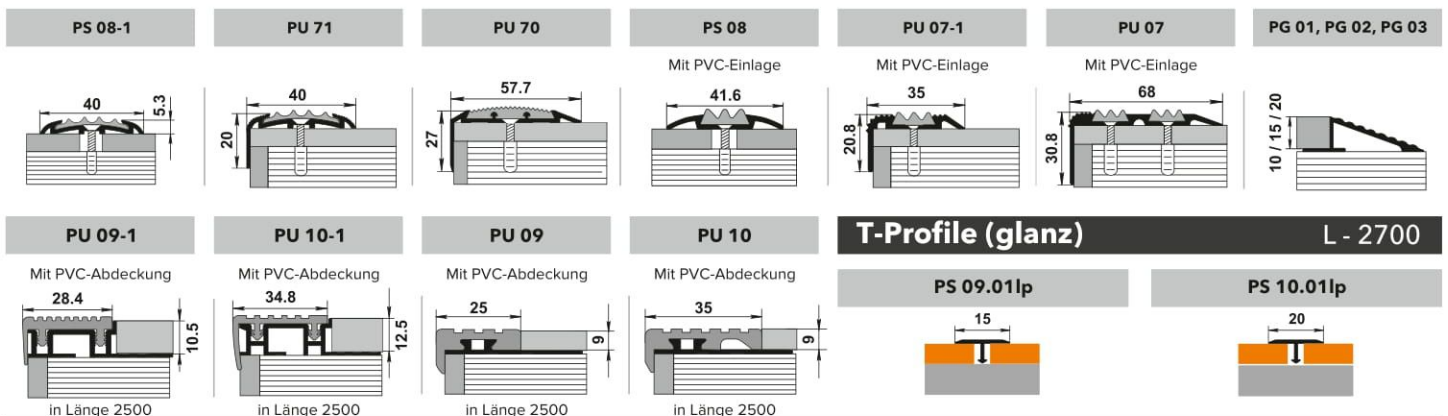 PS 08-1
40
5.3
PU 71
40
20
PU 70
57.7
27
PS 08
Mit PVC-Einlage
41.6
PU 07-1
Mit PVC-Einlage
35
20.8
PU 07
Mit PVC-Einlage
68
30.8
PG 01, PG 02, PG 03
10 / 15 / 20
PU 09-1
Mit PVC-Abdeckung
28.4
10.5
in Länge 2500
PU 10-1
Mit PVC-Abdeckung
34.8
12.5
in Länge 2500
PU 09
Mit PVC-Abdeckung
25
9
in Länge 2500
PU 10
Mit PVC-Abdeckung
35
9
in Länge 2500
T-Profile (glanz) L - 2700
PS 09.01lp
15
PS 10.01lp
20